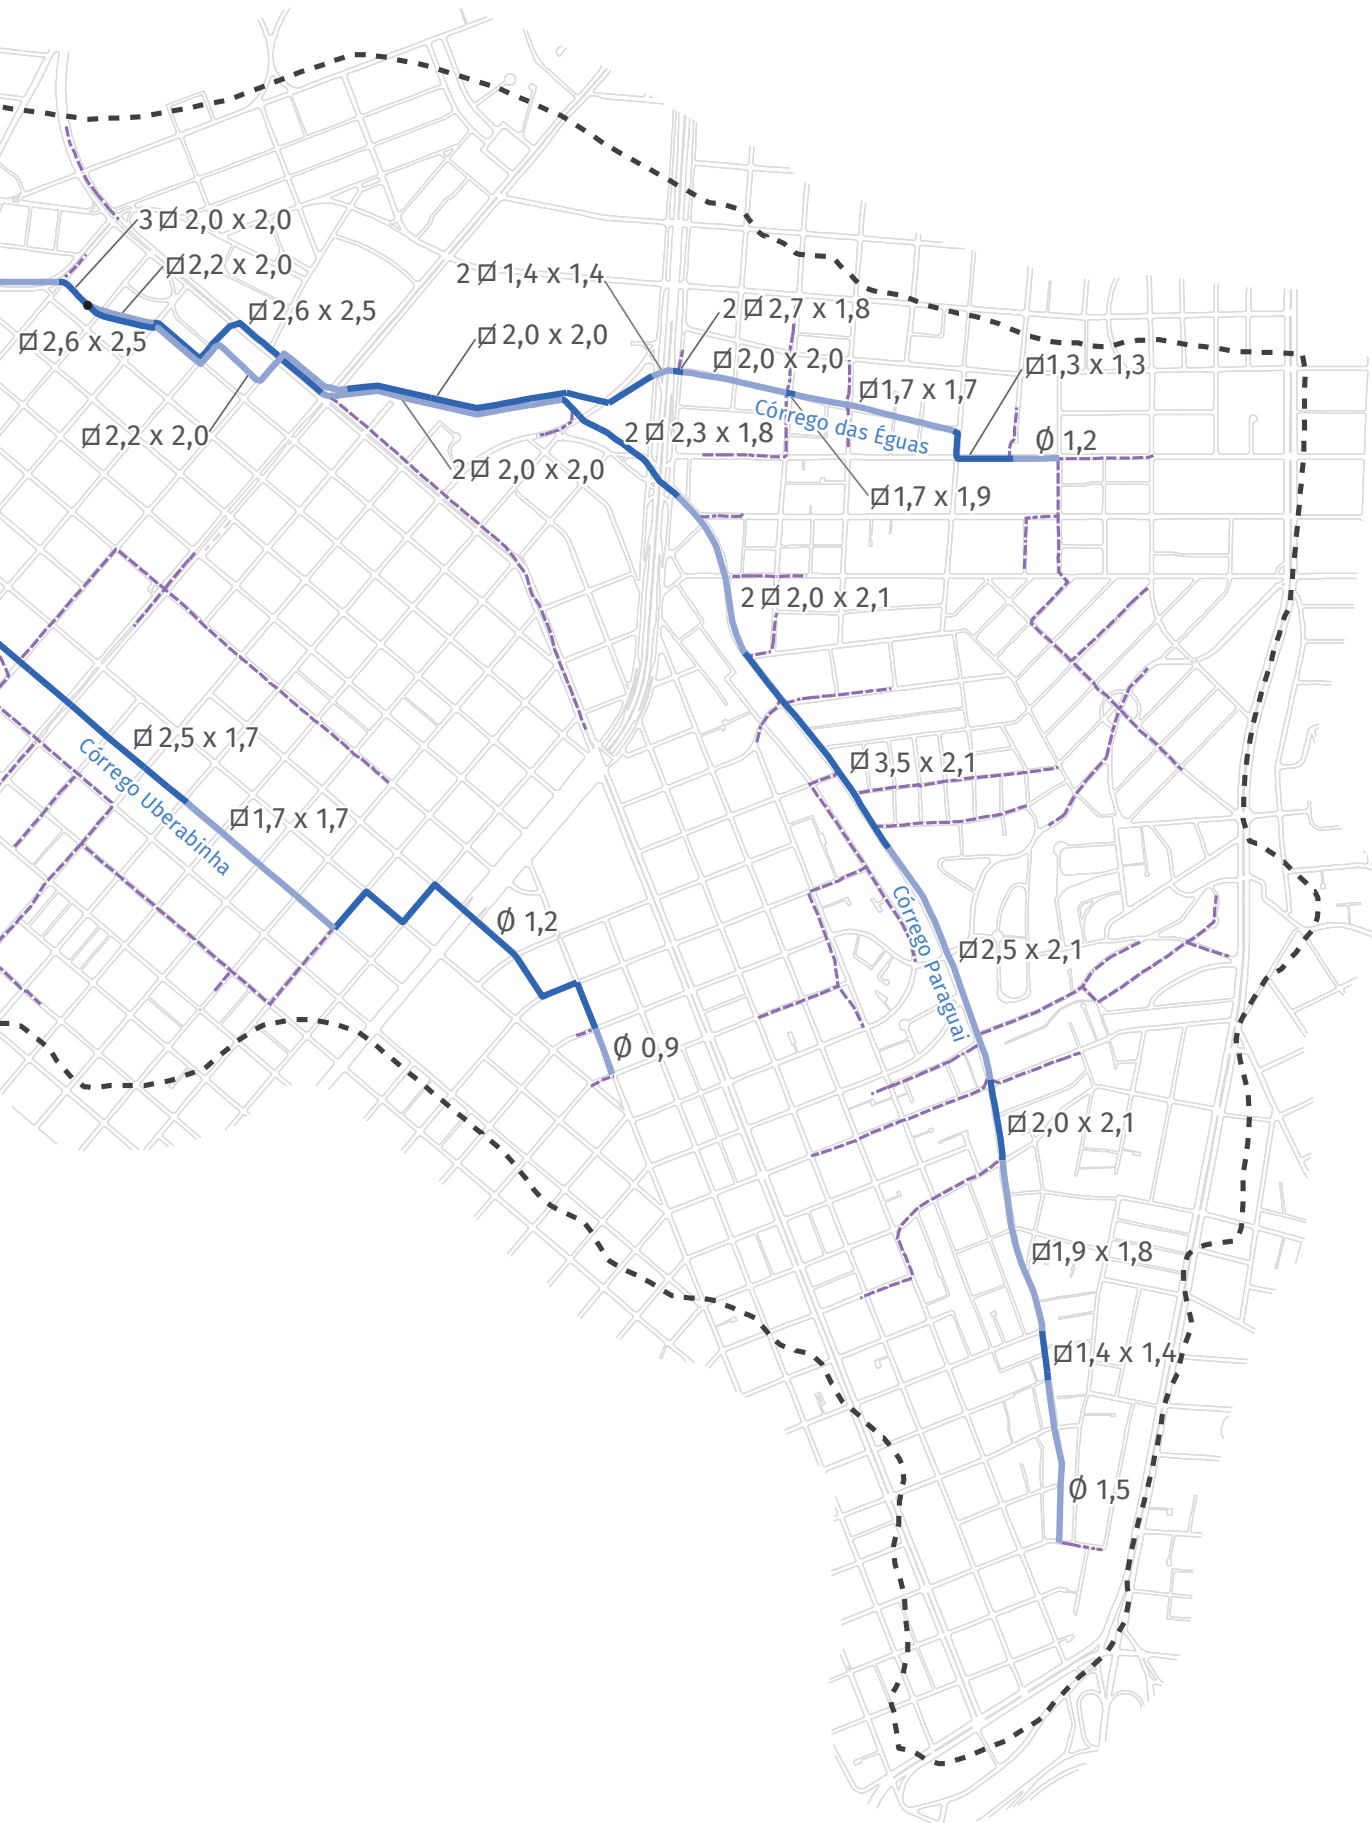 3 ⌷ 2,0 x 2,0
⌷ 2,2 x 2,0
2 ⌷ 1,4 x 1,4
⌷ 2,6 x 2,5
2 ⌷ 2,7 x 1,8
⌷ 2,6 x 2,5
⌷ 2,0 x 2,0
⌷ 2,0 x 2,0
⌷ 1,3 x 1,3
⌷ 1,7 x 1,7
Córrego das Éguas
⌷ 2,2 x 2,0
2 ⌷ 2,3 x 1,8
Ø 1,2
2 ⌷ 2,0 x 2,0
⌷ 1,7 x 1,9
2 ⌷ 2,0 x 2,1
⌷ 2,5 x 1,7
⌷ 3,5 x 2,1
Córrego Uberabinha
⌷ 1,7 x 1,7
Ø 1,2
Córrego Paraguai
⌷ 2,5 x 2,1
Ø 0,9
⌷ 2,0 x 2,1
⌷ 1,9 x 1,8
⌷ 1,4 x 1,4
Ø 1,5